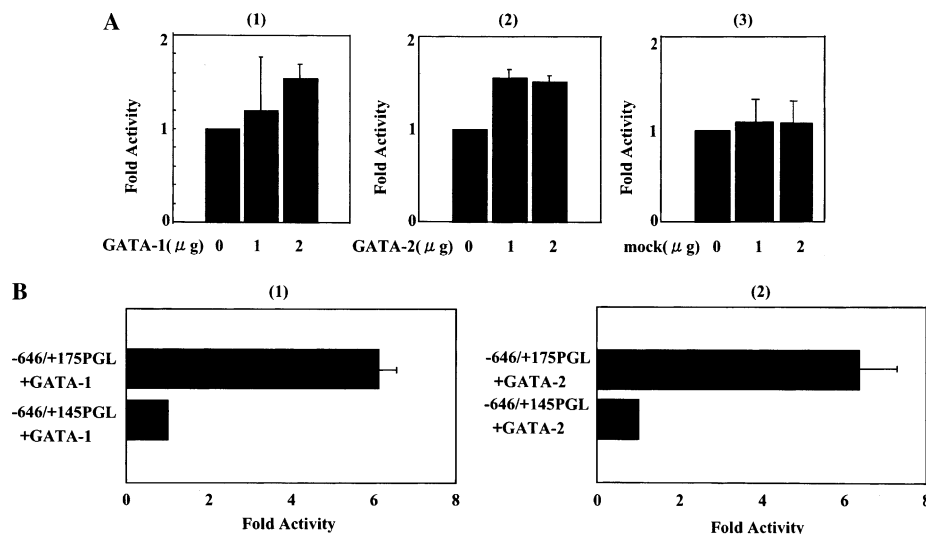 A
(1)
(2)
(3)
2
1
0
Fold Activity
GATA-1(μg) 0 1 2
2
1
0
Fold Activity
GATA-2(μg) 0 1 2
2
1
0
Fold Activity
mock(μg) 0 1 2
B
(1)
(2)
-646/+175PGL
+GATA-1
-646/+145PGL
+GATA-1
0 2 4 6 8
Fold Activity
-646/+175PGL
+GATA-2
-646/+145PGL
+GATA-2
0 2 4 6 8
Fold Activity